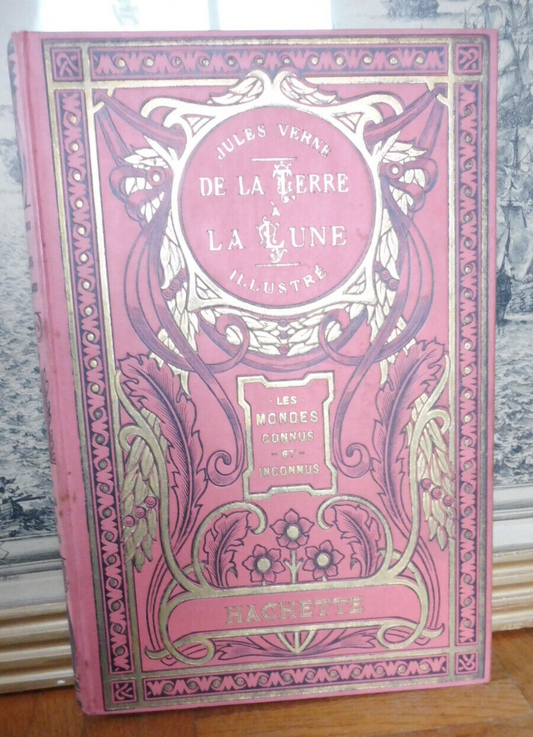 JULES VERNE
DE LA TERRE
À
LA LUNE
ILLUSTRÉ
LES
MONDES
CONNUS
- ET -
INCONNUS
HACHETTE